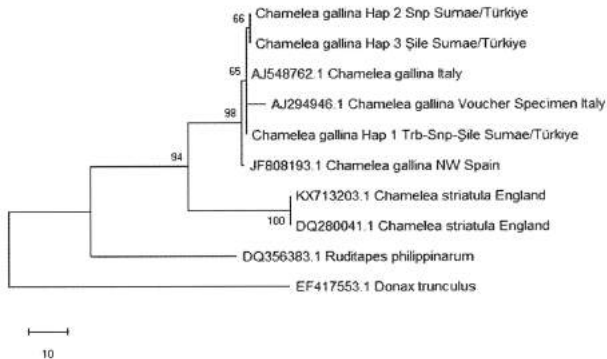 66
Chamelea gallina Hap 2 Snp Sumae/Türkiye
Chamelea gallina Hap 3 Şile Sumae/Türkiye
65
AJ548762.1 Chamelea gallina Italy
AJ294946.1 Chamelea gallina Voucher Specimen Italy
98
Chamelea gallina Hap 1 Trb-Snp-Şile Sumae/Türkiye
94
JF808193.1 Chamelea gallina NW Spain
KX713203.1 Chamelea striatula England
100
DQ280041.1 Chamelea striatula England
DQ356383.1 Ruditapes philippinarum
EF417553.1 Donax trunculus
10